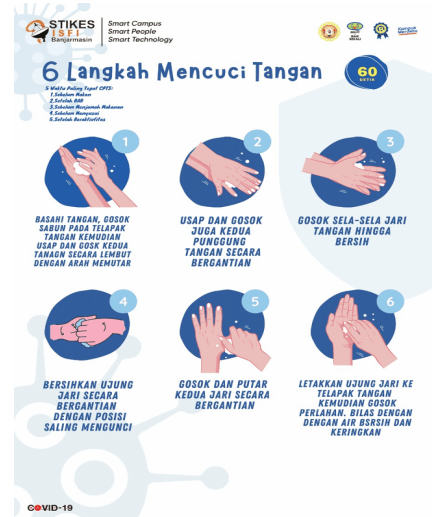 STIKES
ISFI
Banjarmasin
Smart Campus
Smart People
Smart Technology
6 Langkah Mencuci Tangan
60
DETIK
5 Waktu Paling Tepat CPTS:
1.Sebelum Makan
2.Setelah BAB
3.Sebelum Menjamah Makanan
4.Sebelum Menyusui
5.Setelah Beraktifitas
1
BASAHI TANGAN, GOSOK
SABUN PADA TELAPAK
TANGAN KEMUDIAN
USAP DAN GOSK KEDUA
TANAGN SECARA LEMBUT
DENGAN ARAH MEMUTAR
2
USAP DAN GOSOK
JUGA KEDUA
PUNGGUNG
TANGAN SECARA
BERGANTIAN
3
GOSOK SELA-SELA JARI
TANGAN HINGGA
BERSIH
4
BERSIHKAN UJUNG
JARI SECARA
BERGANTIAN
DENGAN POSISI
SALING MENGUNCI
5
GOSOK DAN PUTAR
KEDUA JARI SECARA
BERGANTIAN
6
LETAKKAN UJUNG JARI KE
TELAPAK TANGAN
KEMUDIAN GOSOK
PERLAHAN. BILAS DENGAN
DENGAN AIR BSRSIH DAN
KERINGKAN
COVID-19